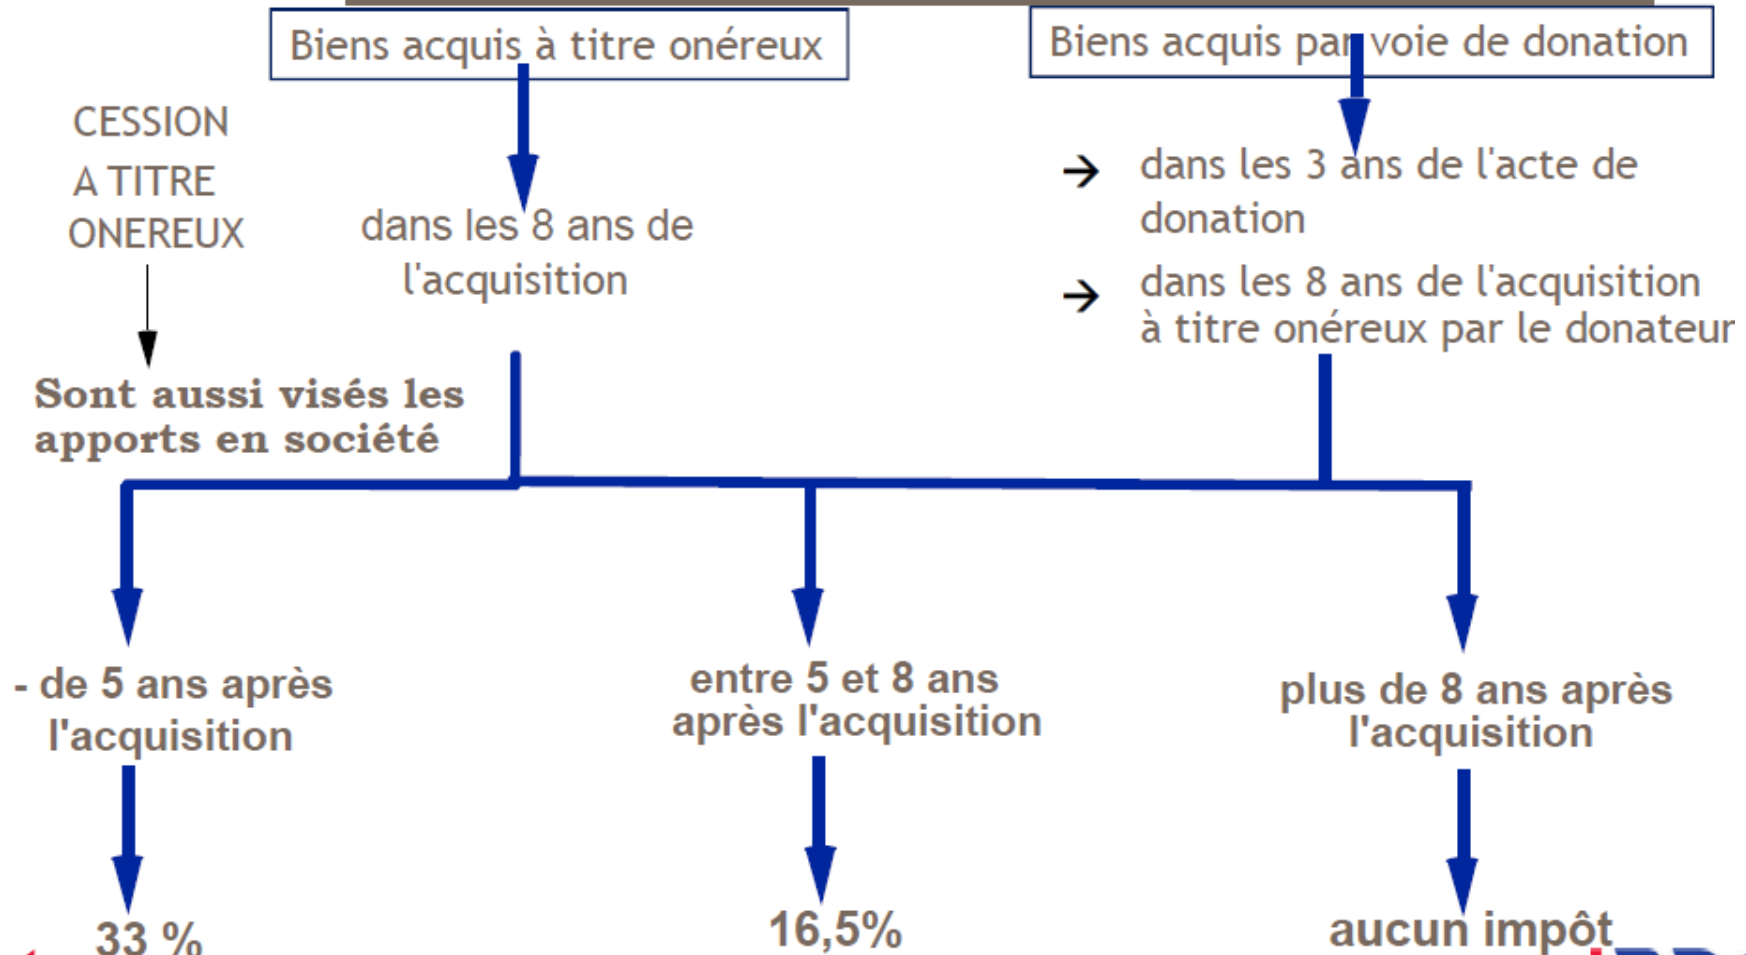 Biens acquis à titre onéreux
Biens acquis par voie de donation
CESSION
A TITRE
ONEREUX
dans les 8 ans de
l'acquisition
→ dans les 3 ans de l'acte de
donation
→ dans les 8 ans de l'acquisition
à titre onéreux par le donateur
Sont aussi visés les
apports en société
- de 5 ans après
l'acquisition
entre 5 et 8 ans
après l'acquisition
plus de 8 ans après
l'acquisition
33 %
16,5%
aucun impôt